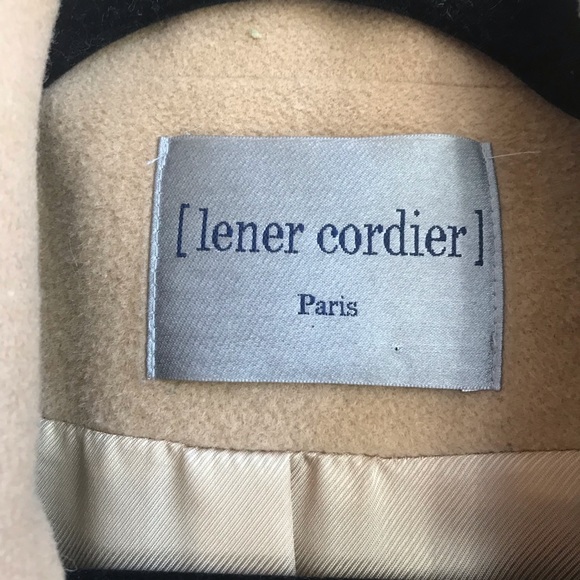 [ lener cordier ]
Paris